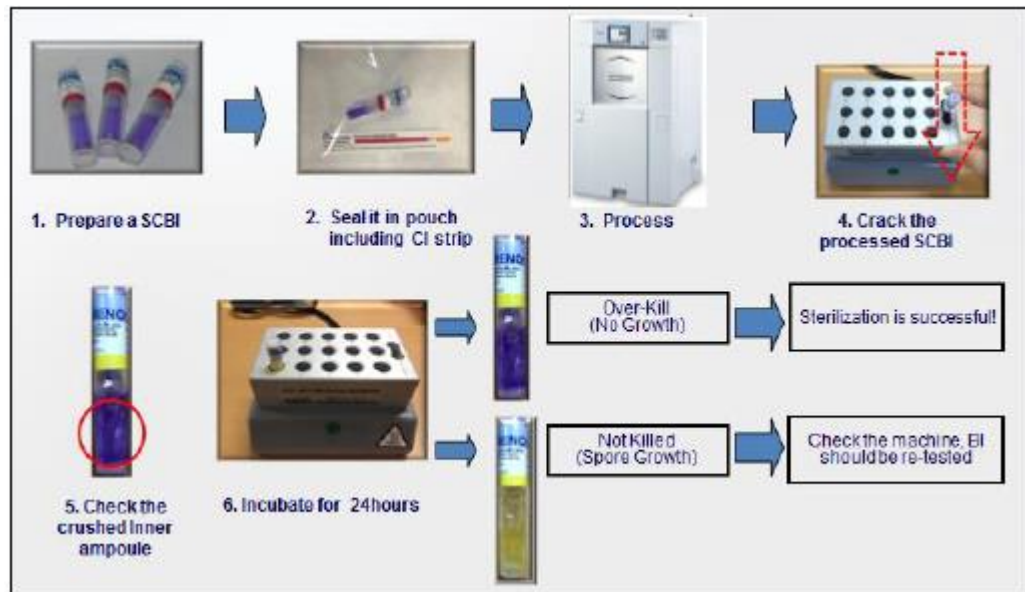 1. Prepare a SCBI
2. Seal it in pouch
including CI strip
3. Process
4. Crack the
processed SCBI
5. Check the
crushed inner
ampoule
6. Incubate for 24hours
ENO
Over-Kill
(No Growth)
Sterilization is successful!
ENO
Not Killed
(Spore Growth)
Check the machine, BI
should be re-tested